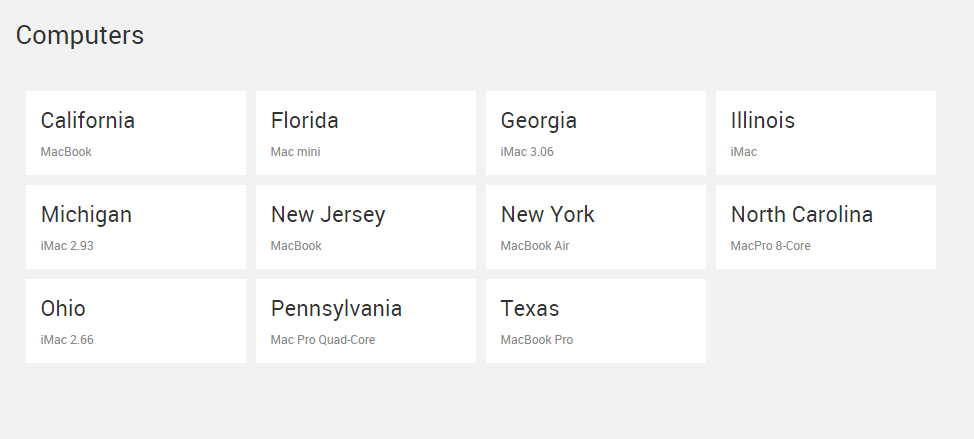 Computers
California
MacBook
Florida
Mac mini
Georgia
iMac 3.06
Illinois
iMac
Michigan
iMac 2.93
New Jersey
MacBook
New York
MacBook Air
North Carolina
MacPro 8-Core
Ohio
iMac 2.66
Pennsylvania
Mac Pro Quad-Core
Texas
MacBook Pro